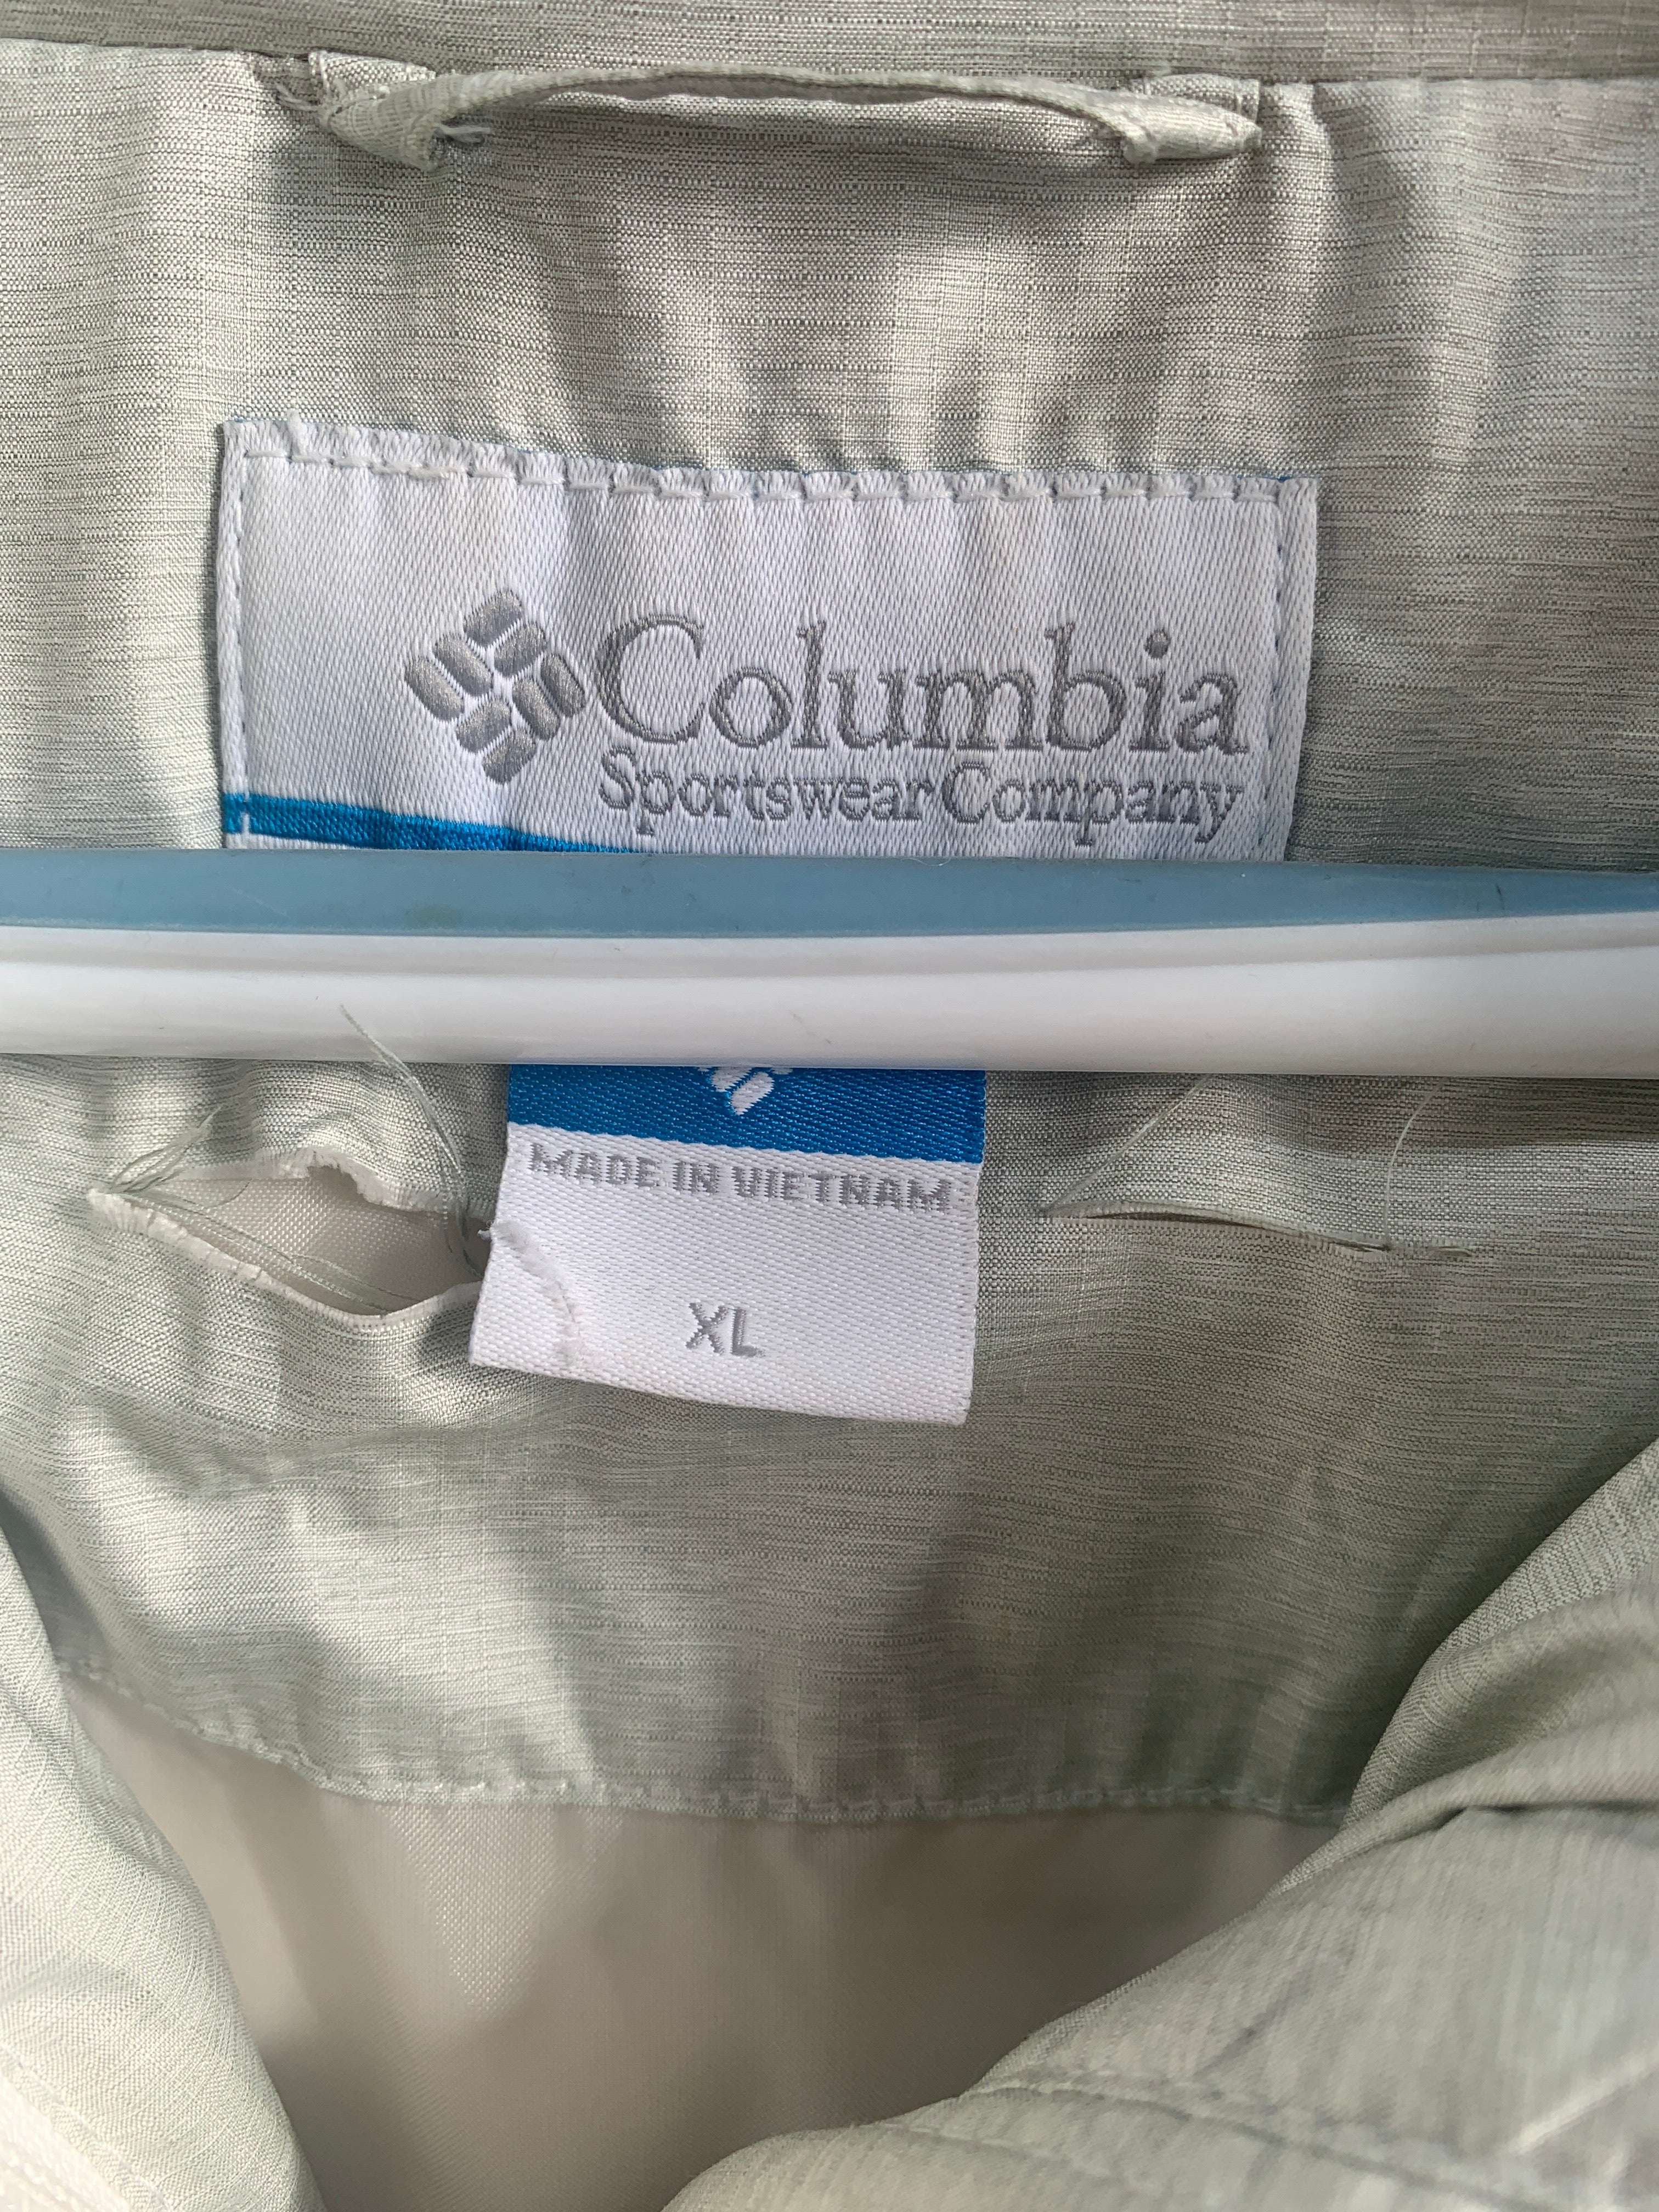 Columbia
Sportswear Company
MADE IN VIETNAM
XL